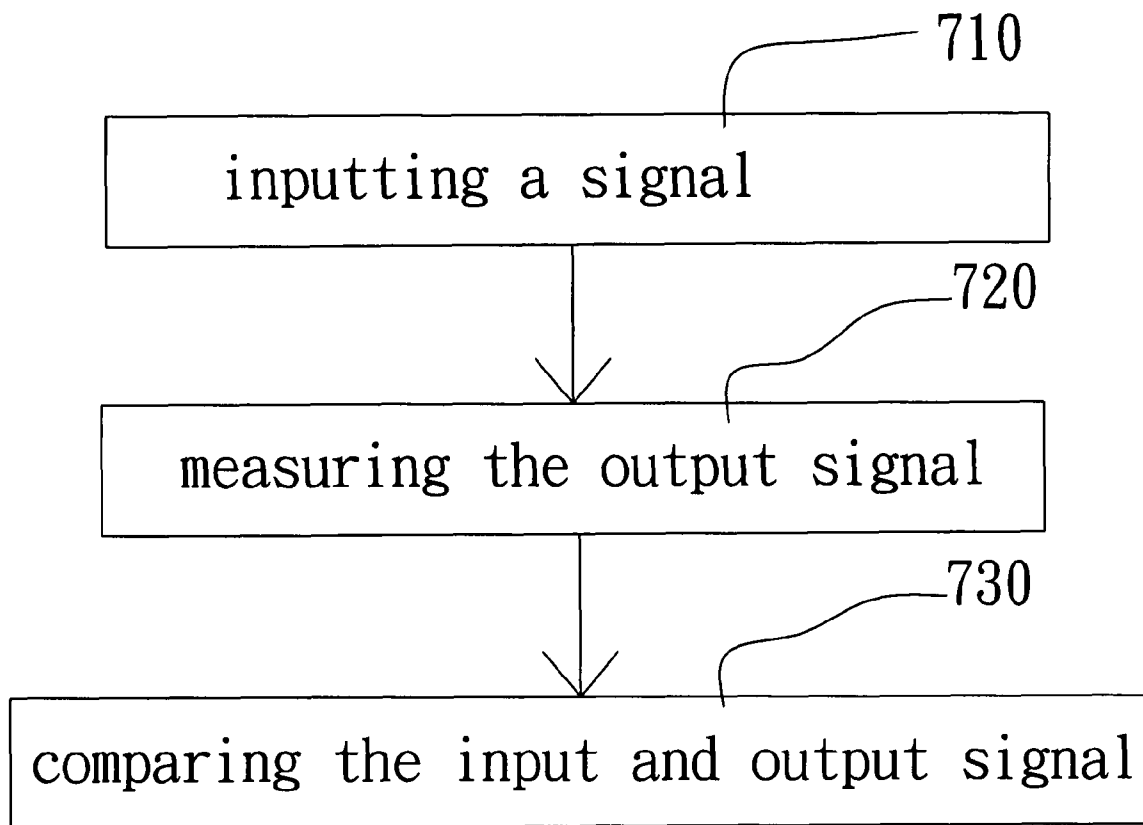 710
inputting a signal
720
measuring the output signal
730
comparing the input and output signal